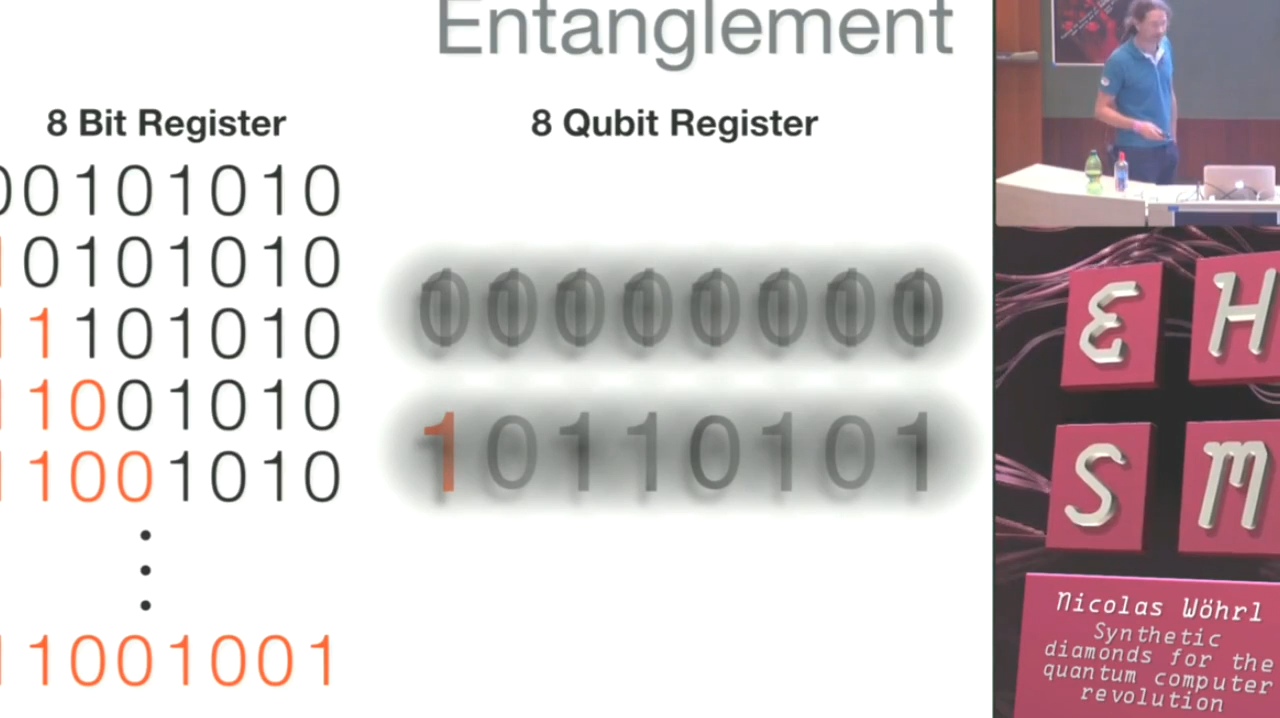 Entanglement
8 Bit Register
8 Qubit Register
00101010
10101010
11101010
11001010
11001010
11001001
10110101
E H
S M
Nicolas Wöhrl
Synthetic
diamonds for the
quantum computer
revolution